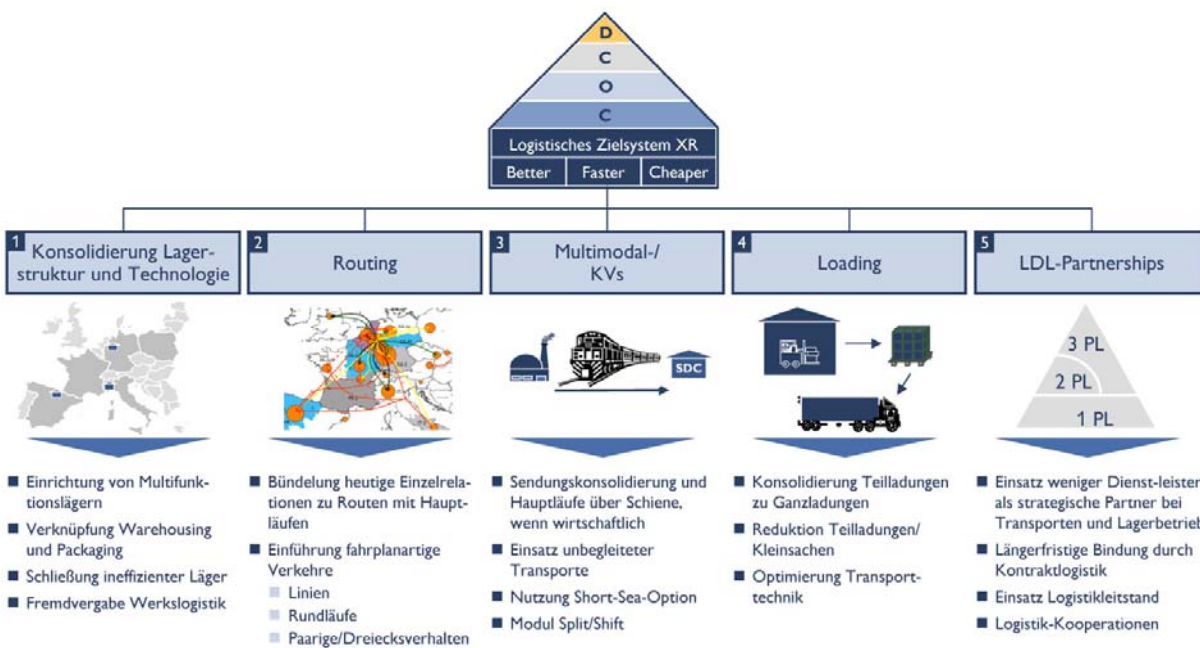 D
C
O
C
Logistisches Zielsystem XR
Better
Faster
Cheaper
1
Konsolidierung Lager-
struktur und Technologie
2
Routing
3
Multimodal-/
KVs
4
Loading
5
LDL-Partnerships
SDC
3 PL
2 PL
1 PL
Einrichtung von Multifunk-
tionslägern
Verknüpfung Warehousing
und Packaging
Schließung ineffizienter Läger
Fremdvergabe Werkslogistik
Bündelung heutige Einzelrela-
tionen zu Routen mit Haupt-
läufen
Einführung fahrplanartige
Verkehre
Linien
Rundläufe
Paarige/Dreiecksverhalten
Sendungskonsolidierung und
Hauptläufe über Schiene,
wenn wirtschaftlich
Einsatz unbegleiteter
Transporte
Nutzung Short-Sea-Option
Modul Split/Shift
Konsolidierung Teilladungen
zu Ganzladungen
Reduktion Teilladungen/
Kleinsachen
Optimierung Transport-
technik
Einsatz weniger Dienst-leister
als strategische Partner bei
Transporten und Lagerbetrieb
Längerfristige Bindung durch
Kontraktlogistik
Einsatz Logistikleitstand
Logistik-Kooperationen